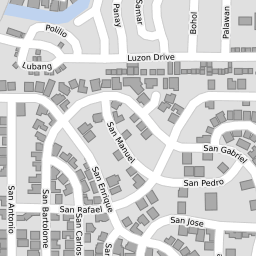 Polillo
Panay
Samar
Bohol
Palawan
Luzon Drive
Lubang
San Manuel
San Gabriel
San Enrique
San Pedro
San Antonio
San Bartolome
San Carlos
San Rafael
San Jose